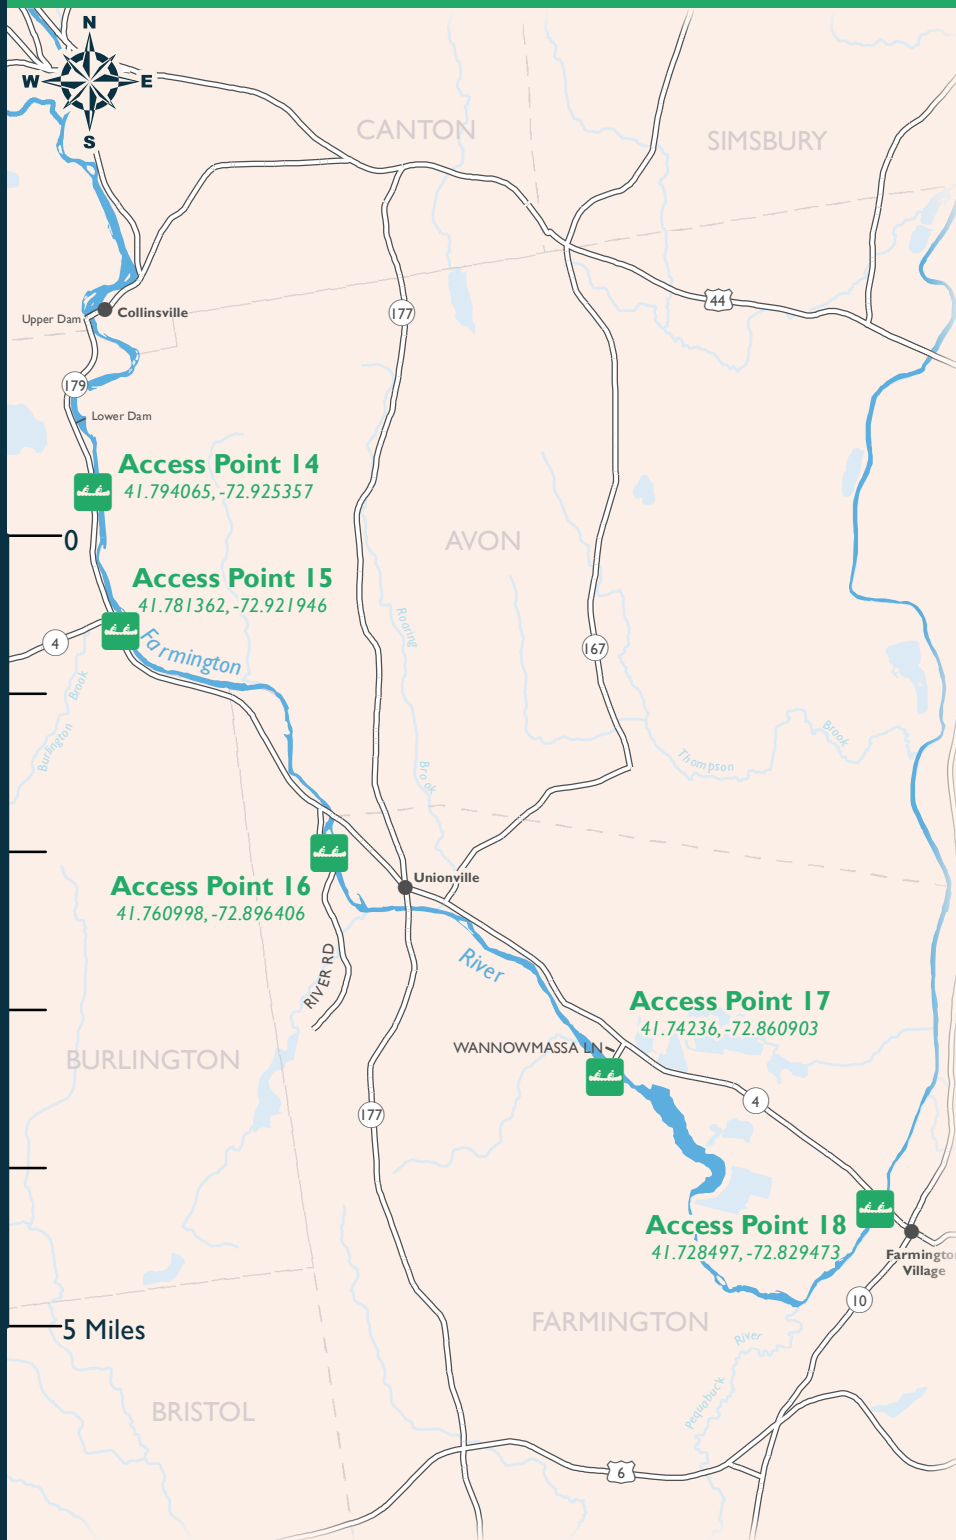 N
W
E
S
CANTON
SIMSBURY
44
Collinsville
Upper Dam
177
179
Lower Dam
Access Point 14
41.794065, -72.925357
0
AVON
Access Point 15
41.781362, -72.921946
4
Farmington
Roaring
Brook
167
Burlington
Brook
Thompson
Brook
Unionville
Access Point 16
41.760998, -72.896406
River
RIVER RD
Access Point 17
41.74236, -72.860903
WANNOWMASSA LN
BURLINGTON
4
177
Access Point 18
41.728497, -72.829473
Farmingto
Village
10
5 Miles
FARMINGTON
Pequabuck
River
BRISTOL
6